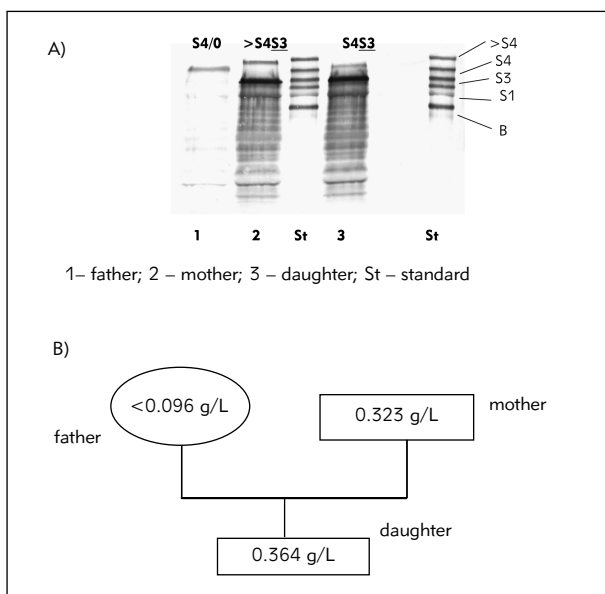 A)
S4/0 >S4S3 S4S3
>S4
S4
S3
S1
B
1 2 St 3 St
1– father; 2 – mother; 3 – daughter; St – standard
B)
<0.096 g/L
0.323 g/L
mother
father
daughter
0.364 g/L